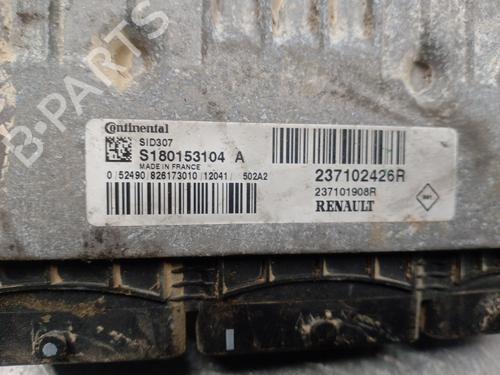 B-PARTS
Continental
SID307
S180153104 A
MADE IN FRANCE
0/52490/826173010/12041/ 502A2
237102426R
237101908R
RENAULT